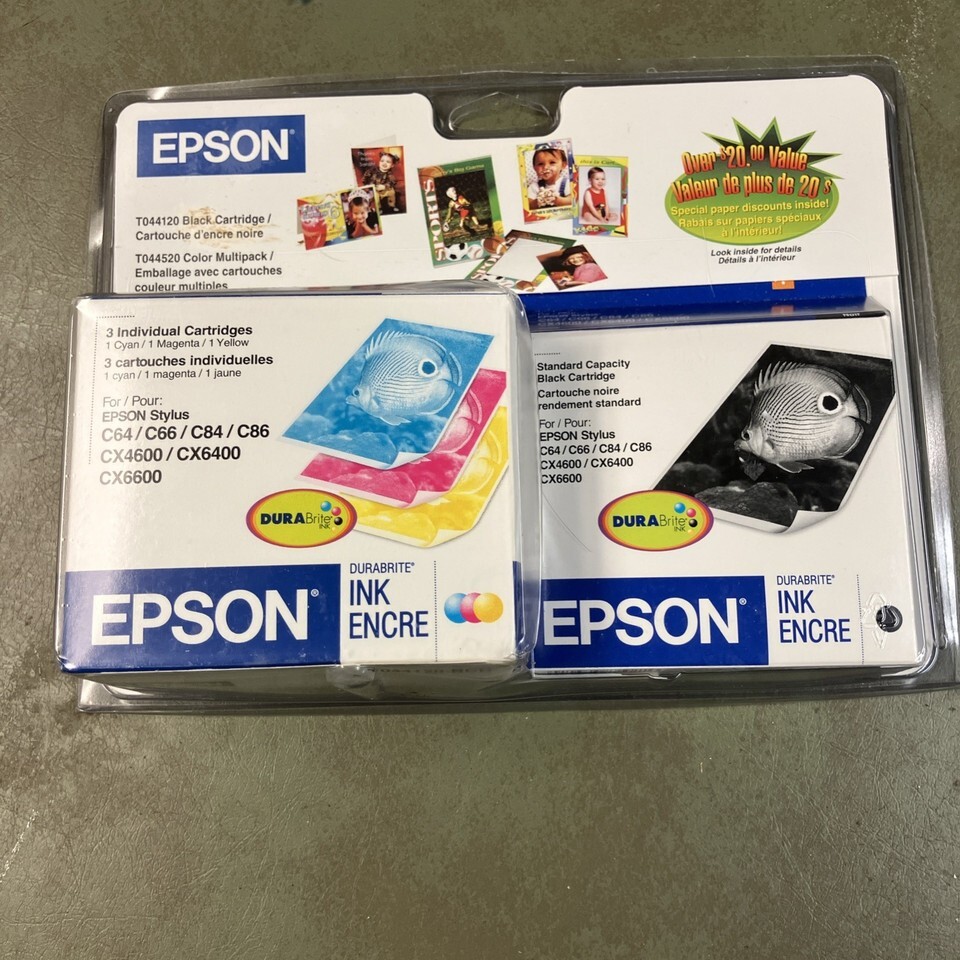 EPSON®
T044120 Black Cartridge /
Cartouche d'encre noire
T044520 Color Multipack /
Emballage avec cartouches
couleur multiples
SPORTS
Over $20.00 Value
Valeur de plus de 20 $
Special paper discounts inside!
Rabais sur papiers spéciaux
à l'intérieur!
Look inside for details
Détails à l'intérieur
3 Individual Cartridges
1 Cyan / 1 Magenta / 1 Yellow
3 cartouches individuelles
1 cyan / 1 magenta / 1 jaune
For / Pour:
EPSON Stylus
C64 / C66 / C84 / C86
CX4600 / CX6400
CX6600
DURABrite
INK
EPSON®
DURABRITE®
INK
ENCRE
Standard Capacity
Black Cartridge
Cartouche noire
rendement standard
For / Pour:
EPSON Stylus
C64 / C66 / C84 / C86
CX4600 / CX6400
CX6600
DURABrite
INK
EPSON®
DURABRITE®
INK
ENCRE